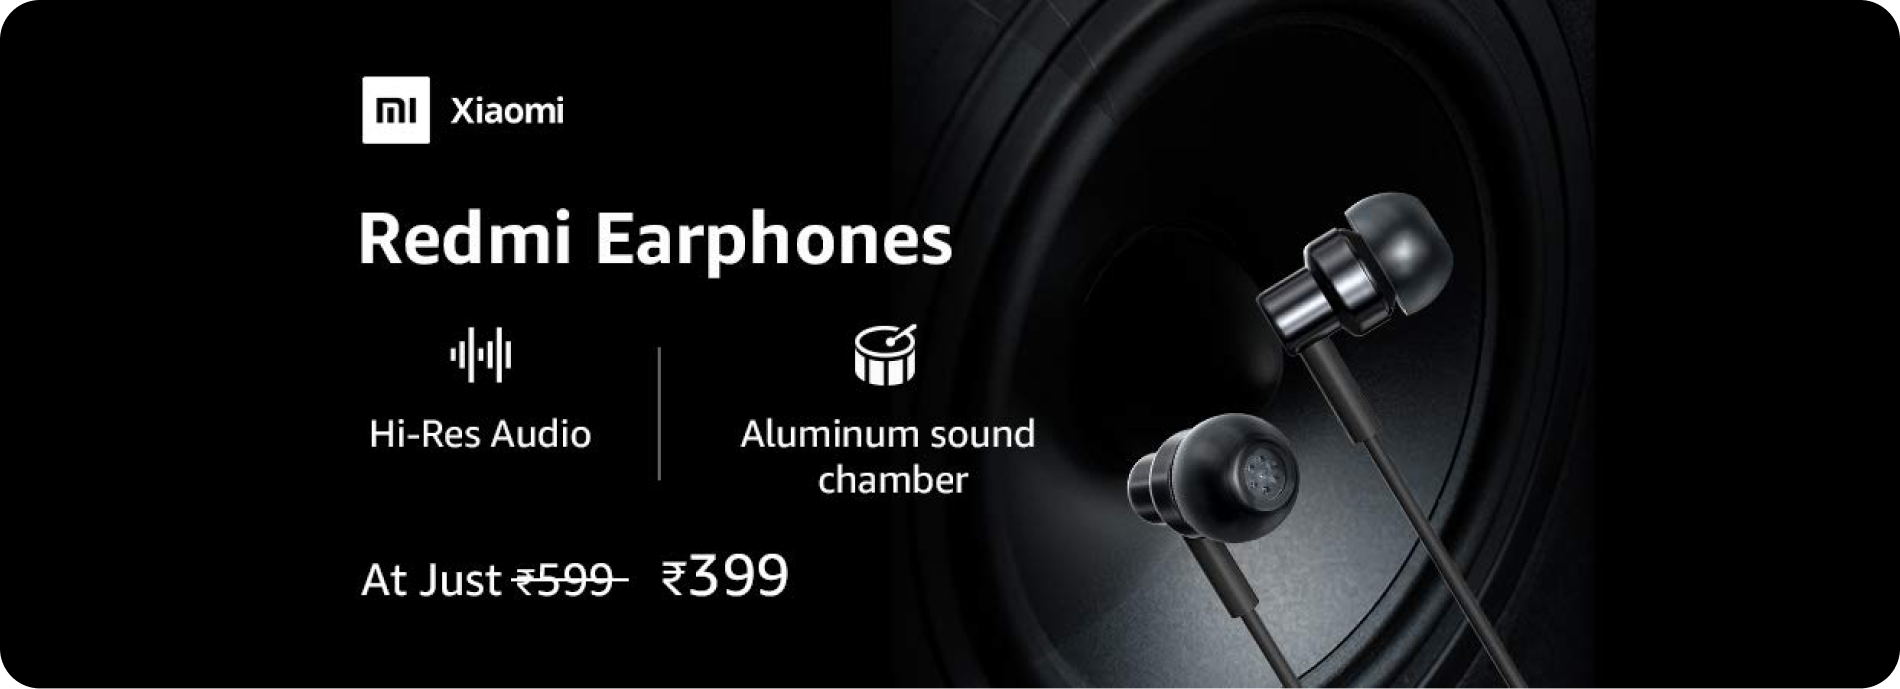 mi Xiaomi
Redmi Earphones
Hi-Res Audio
Aluminum sound
chamber
At Just ₹599 ₹399